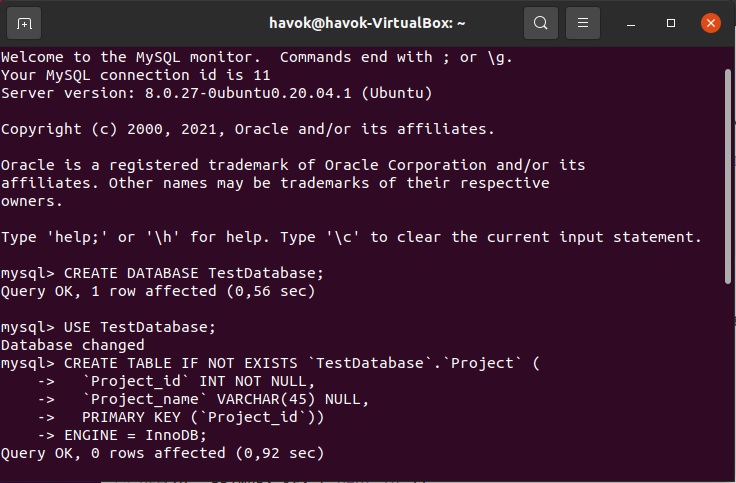 havok@havok-VirtualBox: ~
Welcome to the MySQL monitor.  Commands end with ; or \g.
Your MySQL connection id is 11
Server version: 8.0.27-0ubuntu0.20.04.1 (Ubuntu)
Copyright (c) 2000, 2021, Oracle and/or its affiliates.
Oracle is a registered trademark of Oracle Corporation and/or its
affiliates. Other names may be trademarks of their respective
owners.
Type 'help;' or '\h' for help. Type '\c' to clear the current input statement.
mysql> CREATE DATABASE TestDatabase;
Query OK, 1 row affected (0,56 sec)
mysql> USE TestDatabase;
Database changed
mysql> CREATE TABLE IF NOT EXISTS `TestDatabase`.`Project` (
    ->   `Project_id` INT NOT NULL,
    ->   `Project_name` VARCHAR(45) NULL,
    ->   PRIMARY KEY (`Project_id`))
    -> ENGINE = InnoDB;
Query OK, 0 rows affected (0,92 sec)